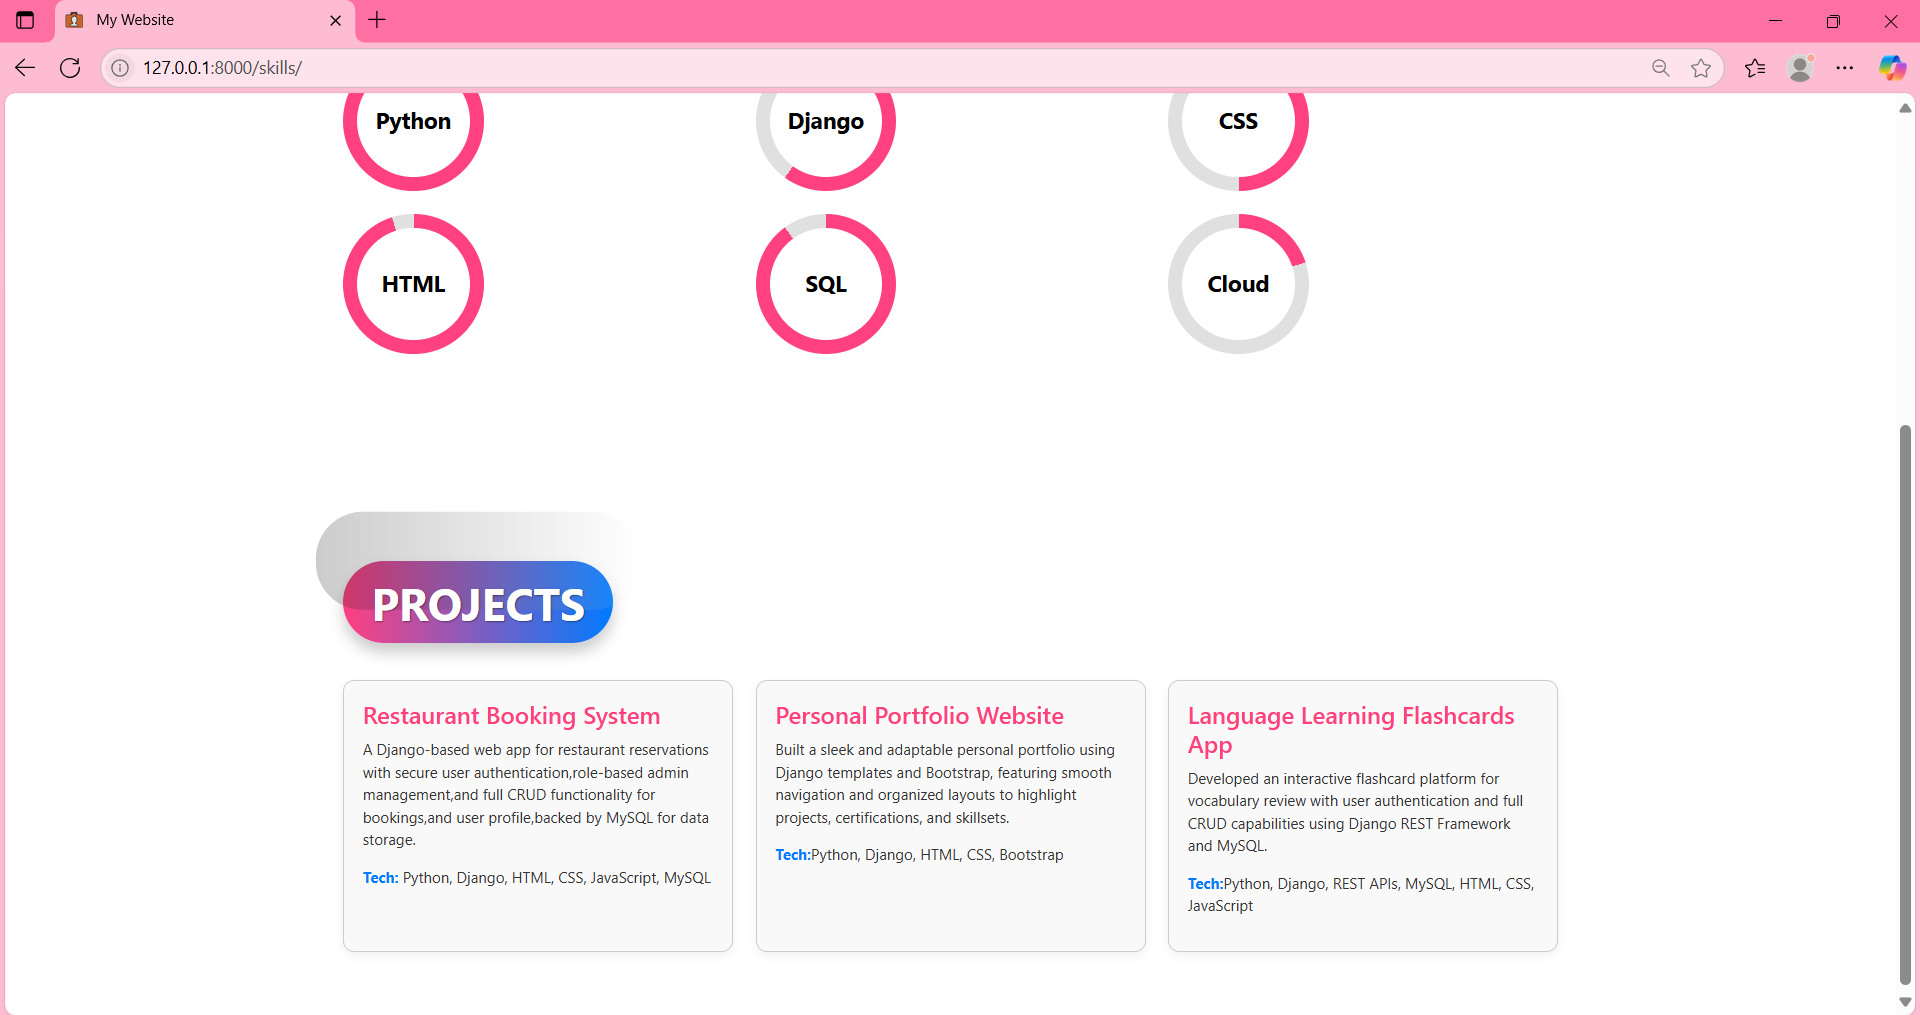 My Website
127.0.0.1:8000/skills/
Python
Django
CSS
HTML
SQL
Cloud
PROJECTS
Restaurant Booking System
A Django-based web app for restaurant reservations
with secure user authentication,role-based admin
management,and full CRUD functionality for
bookings,and user profile,backed by MySQL for data
storage.
Tech: Python, Django, HTML, CSS, JavaScript, MySQL
Personal Portfolio Website
Built a sleek and adaptable personal portfolio using
Django templates and Bootstrap, featuring smooth
navigation and organized layouts to highlight
projects, certifications, and skillsets.
Tech:Python, Django, HTML, CSS, Bootstrap
Language Learning Flashcards
App
Developed an interactive flashcard platform for
vocabulary review with user authentication and full
CRUD capabilities using Django REST Framework
and MySQL.
Tech:Python, Django, REST APIs, MySQL, HTML, CSS,
JavaScript